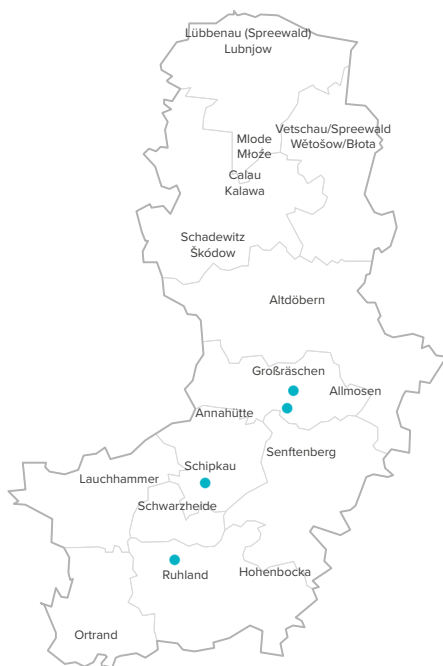 Lübbenau (Spreewald)
Lubnjow
Vetschau/Spreewald
Wětošow/Błota
Mlode
Młoźe
Calau
Kalawa
Schadewitz
Škódow
Altdöbern
Großräschen
Allmosen
Annahütte
Senftenberg
Schipkau
Lauchhammer
Schwarzheide
Ruhland
Hohenbocka
Ortrand